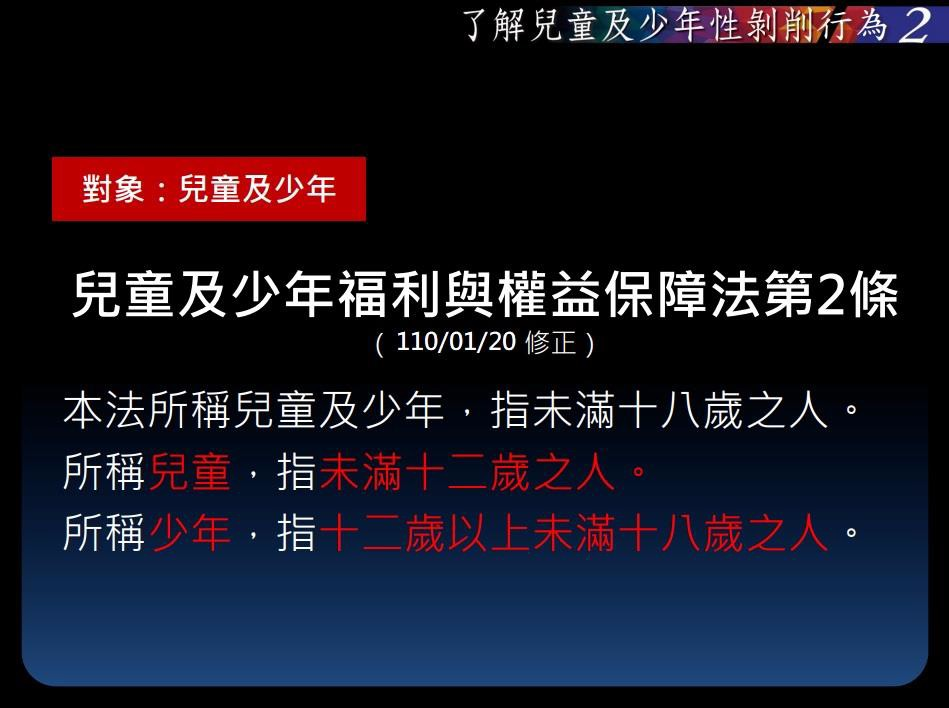 了解兒童及少年性剝削行為 2
對象：兒童及少年
兒童及少年福利與權益保障法第2條
（ 110/01/20 修正 ）
本法所稱兒童及少年，指未滿十八歲之人。
所稱兒童，指未滿十二歲之人。
所稱少年，指十二歲以上未滿十八歲之人。